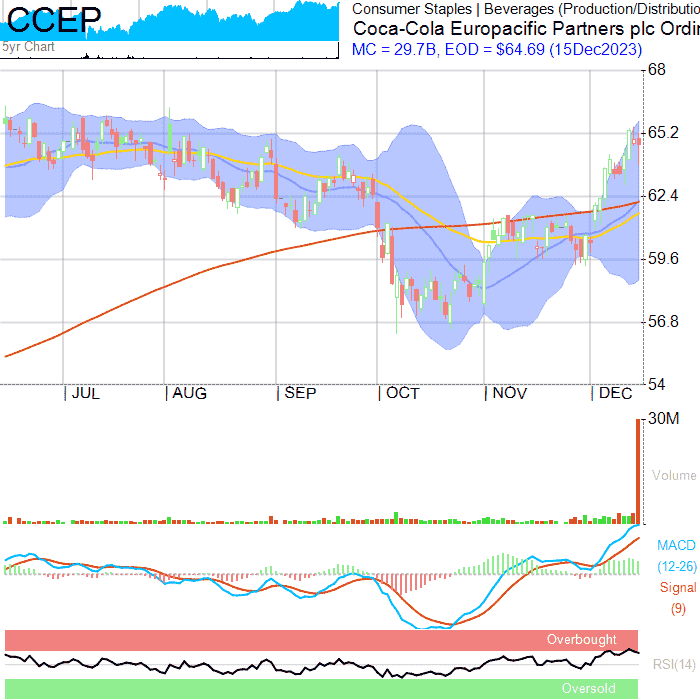 CCEP
5yr Chart
Consumer Staples | Beverages (Production/Distributio
Coca-Cola Europacific Partners plc Ordin
MC = 29.7B, EOD = $64.69 (15Dec2023)
68
65.2
62.4
59.6
56.8
54
JUL
AUG
SEP
OCT
NOV
DEC
30M
Volume
MACD
(12-26)
Signal
(9)
Overbought
RSI(14)
Oversold